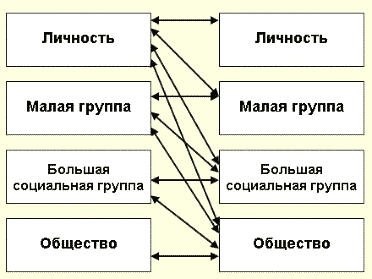 Личность
Личность
Малая группа
Малая группа
Большая
социальная группа
Большая
социальная группа
Общество
Общество